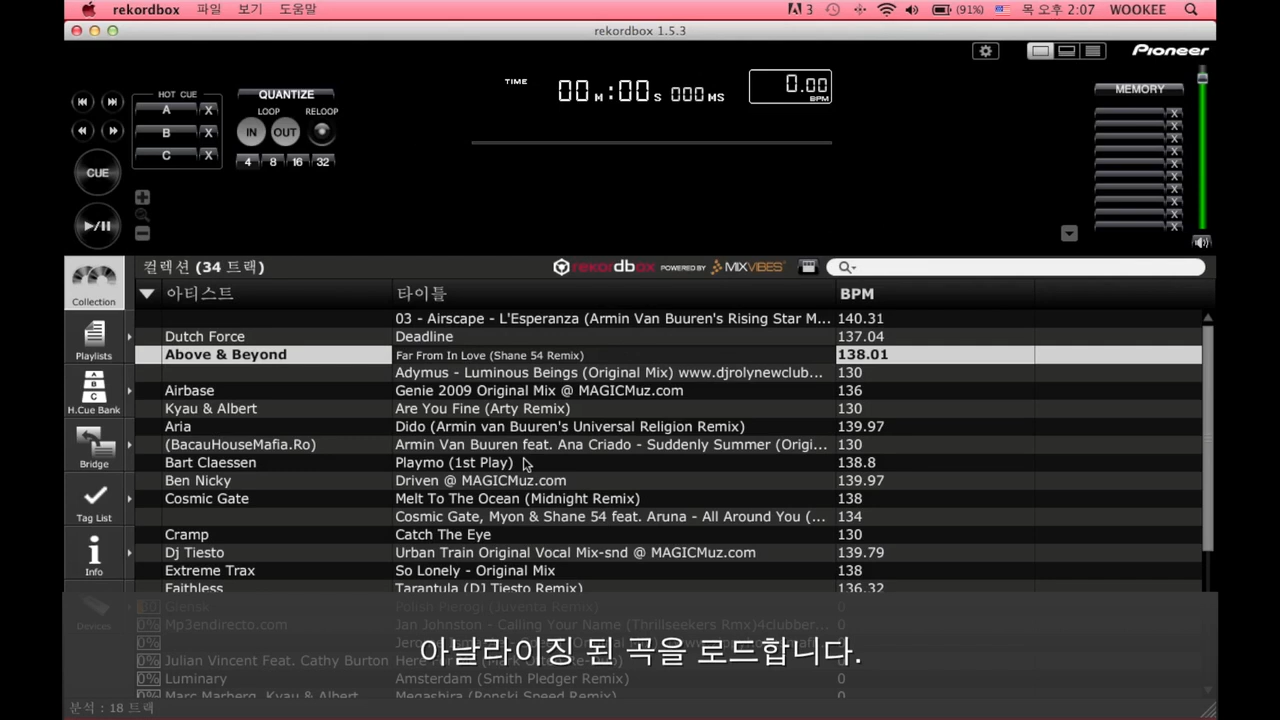 rekordbox 파일 보기 도움말 3 (91%) 목 오후 2:07 WOOKEE
rekordbox 1.5.3
Pioneer
HOT CUE
A X
B X
C X
QUANTIZE
LOOP RELOOP
IN OUT
4 8 16 32
CUE
TIME 00 M:00 S 000 MS
0.00
BPM
MEMORY
X
X
X
X
X
X
X
X
X
X
컬렉션 (34 트랙) rekordbox POWERED BY MIXVIBES
Collection
Playlists
A
B
C
H.Cue Bank
Bridge
Tag List
Info
Devices
아티스트 타이틀 BPM
03 - Airscape - L'Esperanza (Armin Van Buuren's Rising Star M... 140.31
Dutch Force Deadline 137.04
Above & Beyond Far From In Love (Shane 54 Remix) 138.01
Adymus - Luminous Beings (Original Mix) www.djrolynewclub... 130
Airbase Genie 2009 Original Mix @ MAGICMuz.com 136
Kyau & Albert Are You Fine (Arty Remix) 130
Aria Dido (Armin van Buuren's Universal Religion Remix) 139.97
(BacauHouseMafia.Ro) Armin Van Buuren feat. Ana Criado - Suddenly Summer (Origi... 130
Bart Claessen Playmo (1st Play) 138.8
Ben Nicky Driven @ MAGICMuz.com 139.97
Cosmic Gate Melt To The Ocean (Midnight Remix) 138
Cosmic Gate, Myon & Shane 54 feat. Aruna - All Around You (... 134
Cramp Catch The Eye 130
Dj Tiesto Urban Train Original Vocal Mix-snd @ MAGICMuz.com 139.79
Extreme Trax So Lonely - Original Mix 138
Faithless Tarantula (DJ Tiesto Remix) 136.32
Glensk Polish Pierogi (Juventa Remix) 0
0% Mp3endirecto.com Jan Johnston - Calling Your Name (Thrillseekers Rmx)4clubber... 0
0% 0
0% Julian Vincent Feat. Cathy Burton 0
0% Luminary Amsterdam (Smith Pledger Remix) 0
0% Marc Marberg, Kyau & Albert Megashira (Ronski Speed Remix) 0
아날라이징 된 곡을 로드합니다.
분석 : 18 트랙